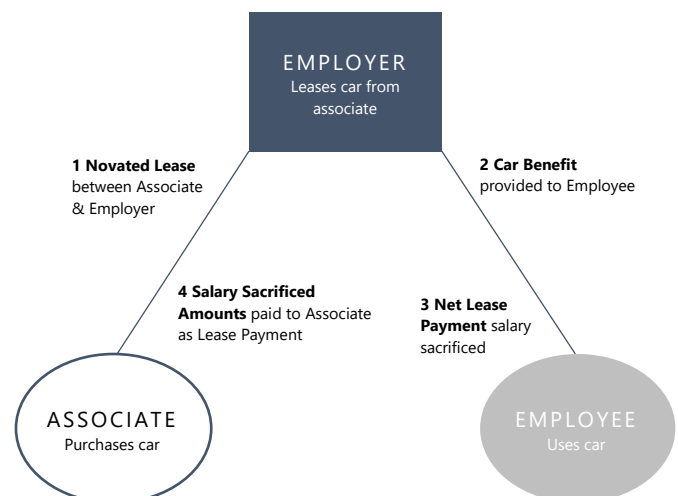 EMPLOYER
Leases car from
associate
1 Novated Lease
between Associate
& Employer
2 Car Benefit
provided to Employee
4 Salary Sacrificed
Amounts paid to Associate
as Lease Payment
3 Net Lease
Payment salary
sacrificed
ASSOCIATE
Purchases car
EMPLOYEE
Uses car